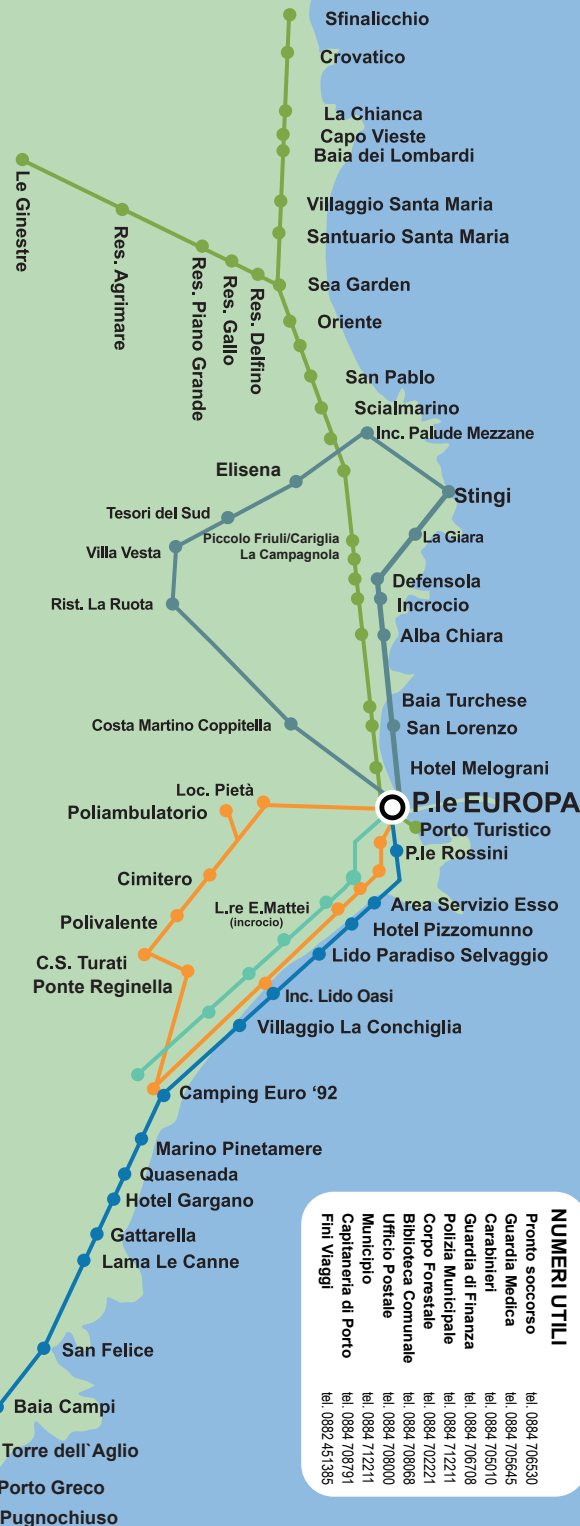 Sfinalicchio
Crovatico
La Chianca
Capo Vieste
Baia dei Lombardi
Villaggio Santa Maria
Santuario Santa Maria
Sea Garden
Oriente
Le Ginestre
Res. Agrimare
Res. Piano Grande
Res. Gallo
Res. Delfino
San Pablo
Scialmarino
Inc. Palude Mezzane
Elisena
Stingi
Tesori del Sud
La Giara
Piccolo Friuli/Cariglia
La Campagnola
Villa Vesta
Defensola
Incrocio
Rist. La Ruota
Alba Chiara
Baia Turchese
Costa Martino Coppitella
San Lorenzo
Hotel Melograni
Loc. Pietà
P.le EUROPA
Poliambulatorio
Porto Turistico
P.le Rossini
Cimitero
Area Servizio Esso
L.re E.Mattei
(incrocio)
Polivalente
Hotel Pizzomunno
Lido Paradiso Selvaggio
C.S. Turati
Ponte Reginella
Inc. Lido Oasi
Villaggio La Conchiglia
Camping Euro ‘92
Marino Pinetamere
Quasenada
Hotel Gargano
Gattarella
Lama Le Canne
San Felice
Baia Campi
Torre dell`Aglio
Porto Greco
Pugnochiuso
NUMERI UTILI
Pronto soccorso tel. 0884 706530
Guardia Medica tel. 0884 705645
Carabinieri tel. 0884 705010
Guardia di Finanza tel. 0884 706708
Polizia Municipale tel. 0884 712211
Corpo Forestale tel. 0884 702221
Biblioteca Comunale tel. 0884 708068
Ufficio Postale tel. 0884 708000
Municipio tel. 0884 712211
Capitaneria di Porto tel. 0884 708791
Fini Viaggi tel. 0882 451385